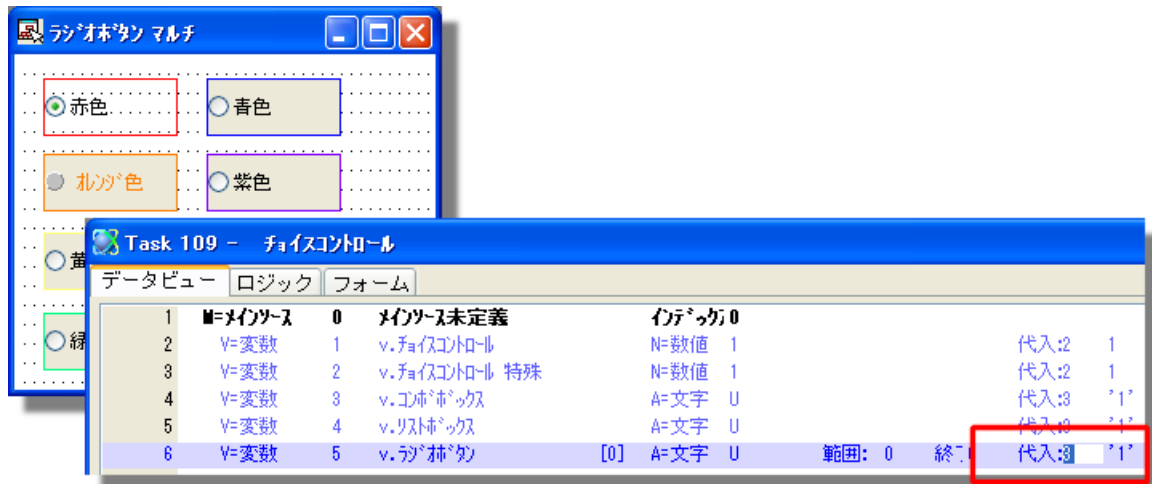 ラジオボタン マルチ
赤色 青色
オレンジ色 紫色
黄
緑
Task 109 - チョイスコントロール
データビュー ロジック フォーム
1 M=メインソース 0 メインソース未定義 インデックス 0
2 V=変数 1 v.チョイスコントロール N=数値 1 代入:2 1
3 V=変数 2 v.チョイスコントロール 特殊 N=数値 1 代入:2 1
4 V=変数 3 v.コンボボックス A=文字 U 代入:3 '1'
5 V=変数 4 v.リストボックス A=文字 U 代入:3 '1'
6 V=変数 5 v.ラジオボタン [0] A=文字 U 範囲: 0 終了 代入:3 '1'